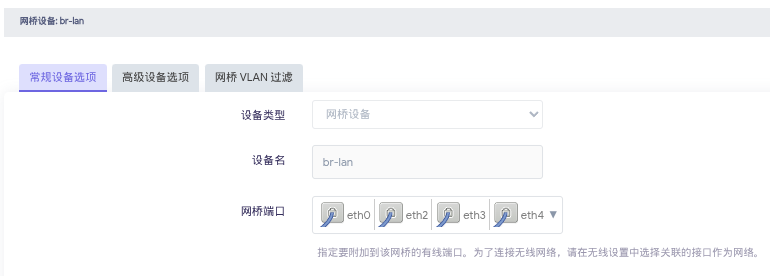 网桥设备: br-lan
常规设备选项 高级设备选项 网桥 VLAN 过滤
设备类型 网桥设备
设备名 br-lan
网桥端口 eth0 eth2 eth3 eth4 ▼
指定要附加到该网桥的有线端口。为了连接无线网络，请在无线设置中选择关联的接口作为网络。